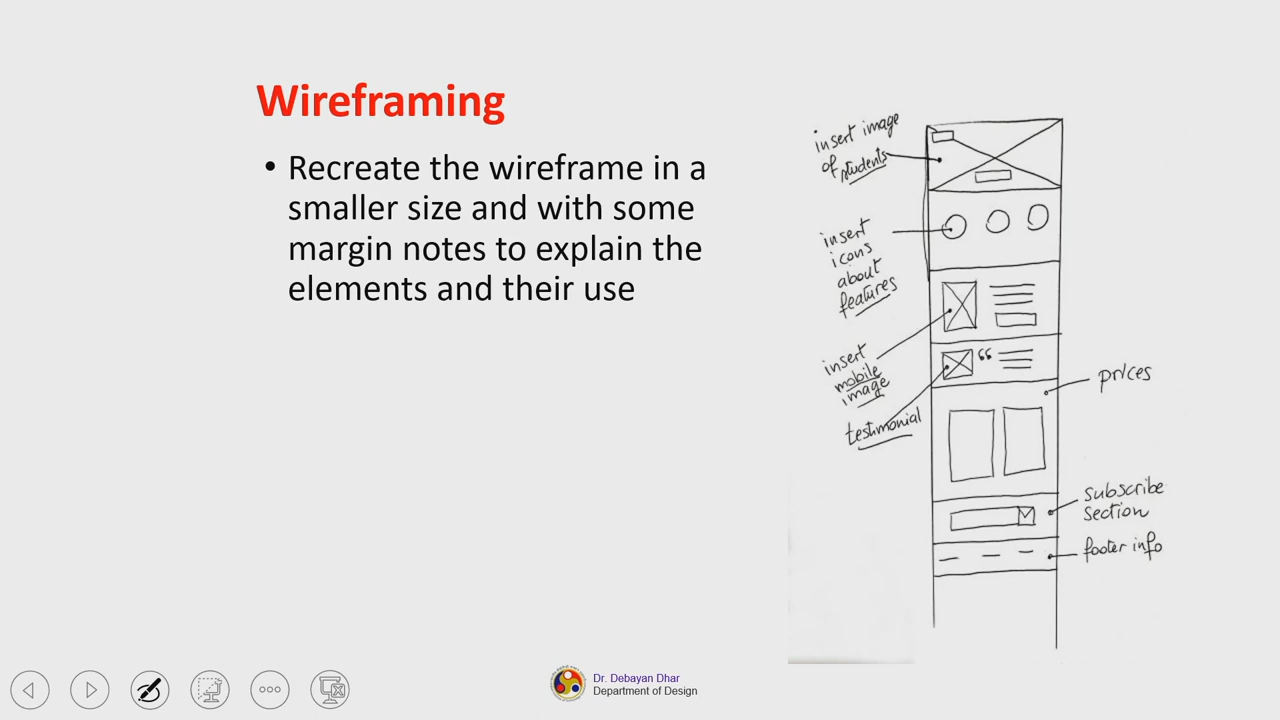 Wireframing
• Recreate the wireframe in a
smaller size and with some
margin notes to explain the
elements and their use
insert image
of students
insert
icons
about
features
insert
mobile
image
testimonial
“
prices
subscribe
section
footer info
Dr. Debayan Dhar
Department of Design